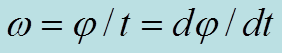 ω = φ / t = dφ / dt